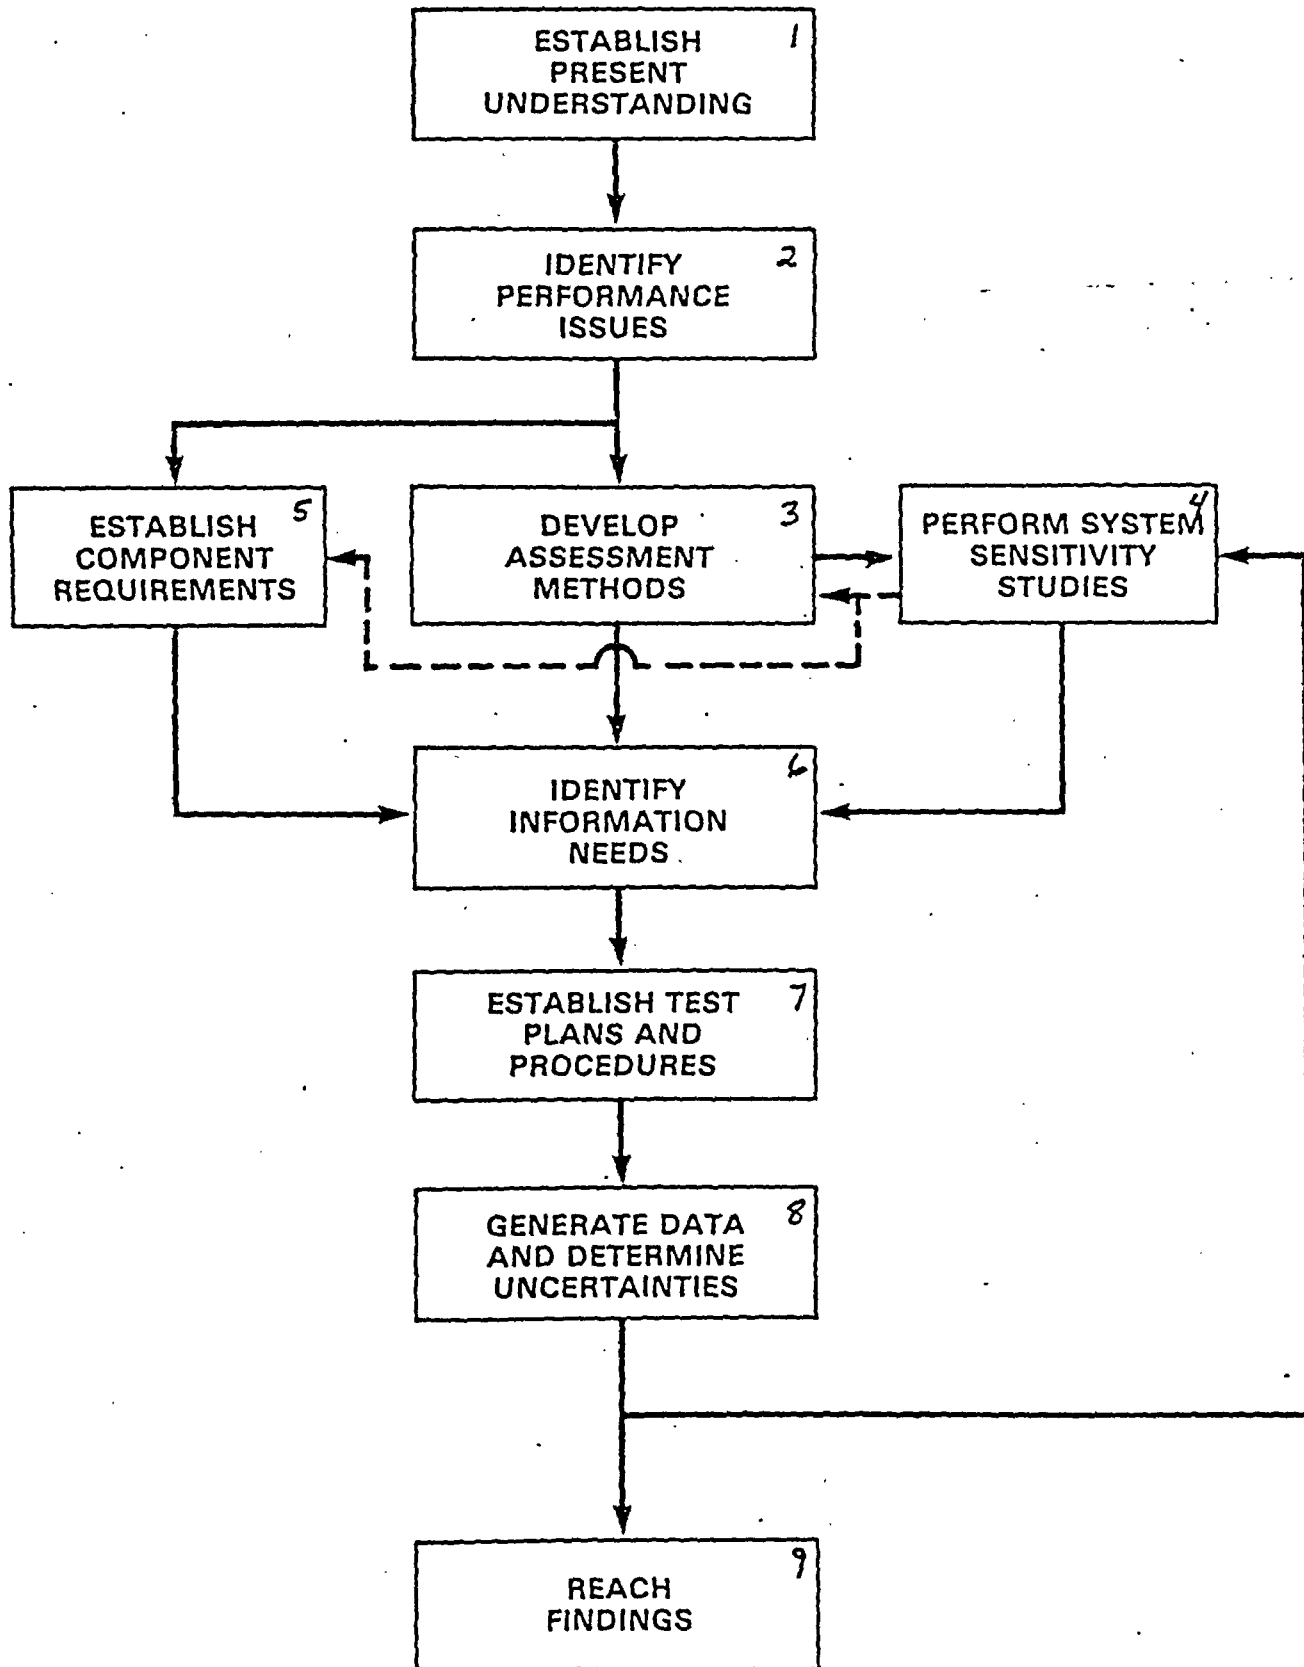 1
ESTABLISH
PRESENT
UNDERSTANDING
2
IDENTIFY
PERFORMANCE
ISSUES
5
ESTABLISH
COMPONENT
REQUIREMENTS
3
DEVELOP
ASSESSMENT
METHODS
4
PERFORM SYSTEM
SENSITIVITY
STUDIES
6
IDENTIFY
INFORMATION
NEEDS
7
ESTABLISH TEST
PLANS AND
PROCEDURES
8
GENERATE DATA
AND DETERMINE
UNCERTAINTIES
9
REACH
FINDINGS